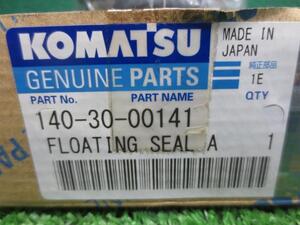 KOMATSU
GENUINE PARTS
MADE IN
JAPAN
純正部品
1E
PART No. PART NAME QTY
140-30-00141
FLOATING SEAL A 1